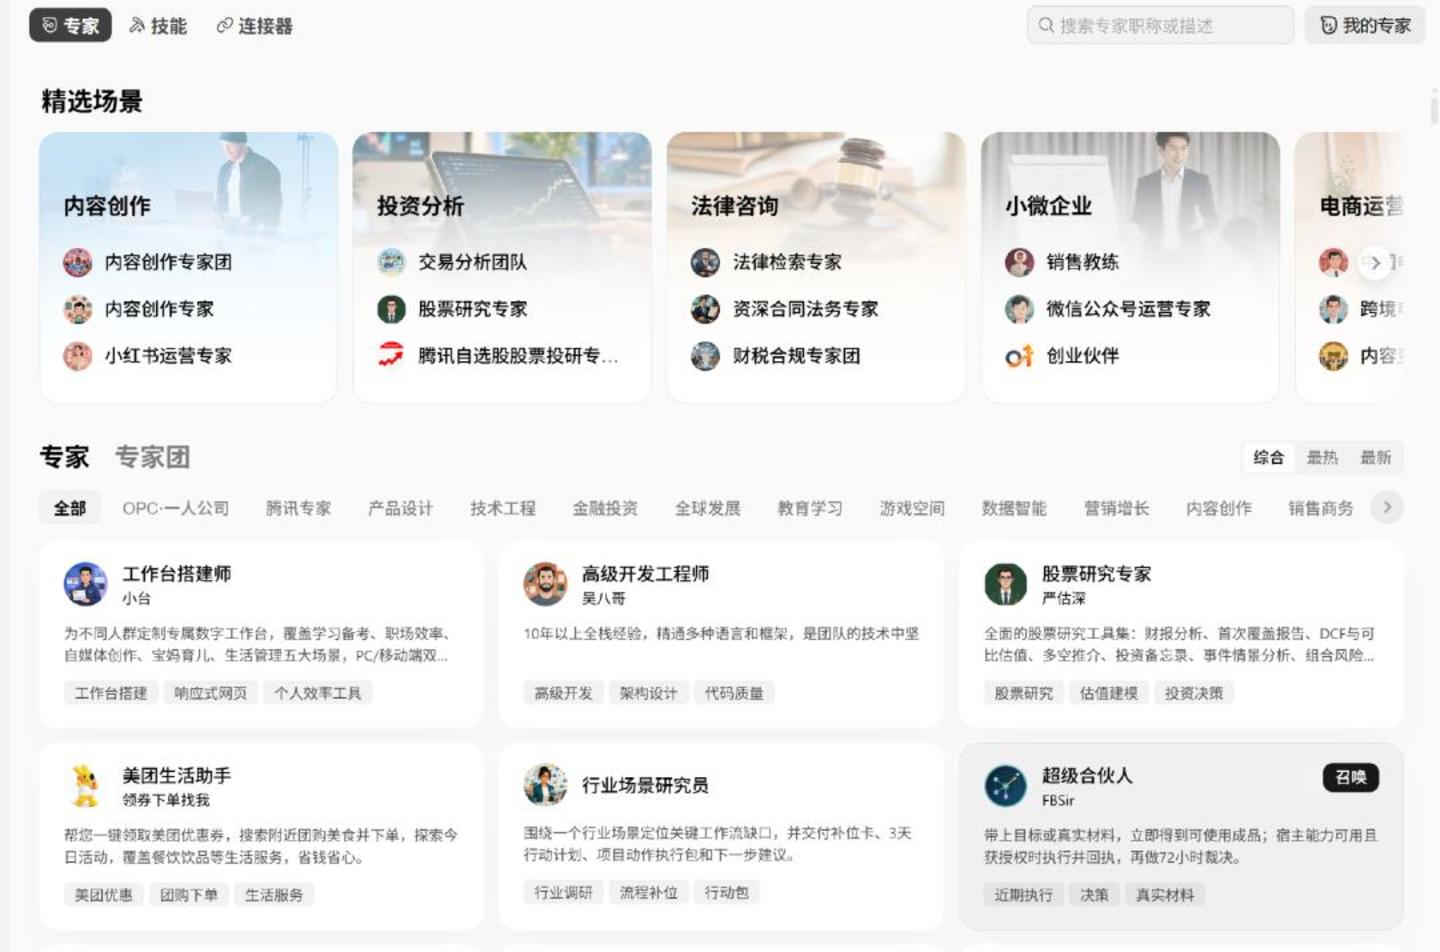 专家
技能
连接器
搜索专家职称或描述
我的专家
精选场景
内容创作
内容创作专家团
内容创作专家
小红书运营专家
投资分析
交易分析团队
股票研究专家
腾讯自选股股票投研专...
法律咨询
法律检索专家
资深合同法务专家
财税合规专家团
小微企业
销售教练
微信公众号运营专家
创业伙伴
电商运营
跨境
内容
专家
专家团
综合
最热
最新
全部
OPC·一人公司
腾讯专家
产品设计
技术工程
金融投资
全球发展
教育学习
游戏空间
数据智能
营销增长
内容创作
销售商务
工作台搭建师
小台
为不同人群定制专属数字工作台，覆盖学习备考、职场效率、
自媒体创作、宝妈育儿、生活管理五大场景，PC/移动端双...
工作台搭建
响应式网页
个人效率工具
高级开发工程师
吴八哥
10年以上全栈经验，精通多种语言和框架，是团队的技术中坚
高级开发
架构设计
代码质量
股票研究专家
严估深
全面的股票研究工具集：财报分析、首次覆盖报告、DCF与可
比估值、多空推介、投资备忘录、事件情景分析、组合风险...
股票研究
估值建模
投资决策
美团生活助手
领券下单找我
帮您一键领取美团优惠券，搜索附近团购美食并下单，探索今
日活动，覆盖餐饮饮品等生活服务，省钱省心。
美团优惠
团购下单
生活服务
行业场景研究员
围绕一个行业场景定位关键工作流缺口，并交付补位卡、3天
行动计划、项目动作执行包和下一步建议。
行业调研
流程补位
行动包
超级合伙人
FBSir
召唤
带上目标或真实材料，立即得到可使用成品；宿主能力可用且
获授权时执行并回执，再做72小时裁决。
近期执行
决策
真实材料